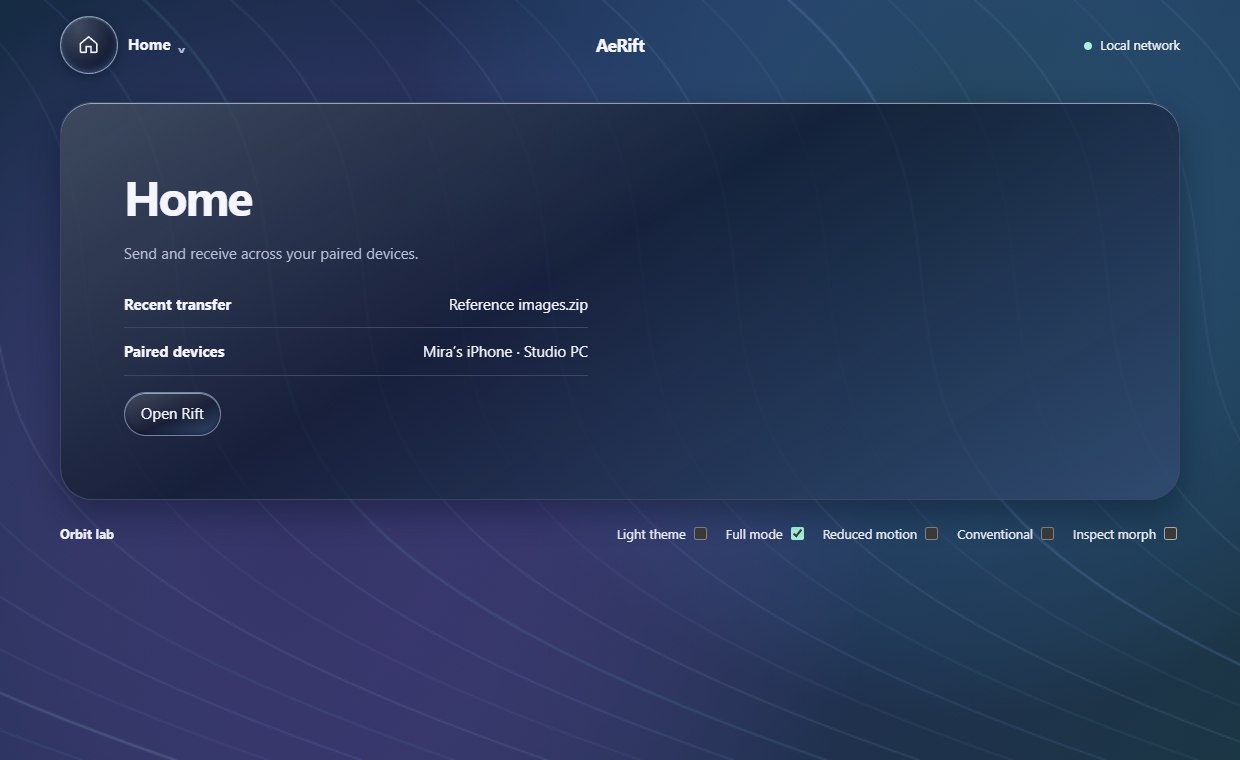 Home
AeRift
Local network
Home
Send and receive across your paired devices.
Recent transfer Reference images.zip
Paired devices Mira's iPhone · Studio PC
Open Rift
Orbit lab Light theme Full mode Reduced motion Conventional Inspect morph